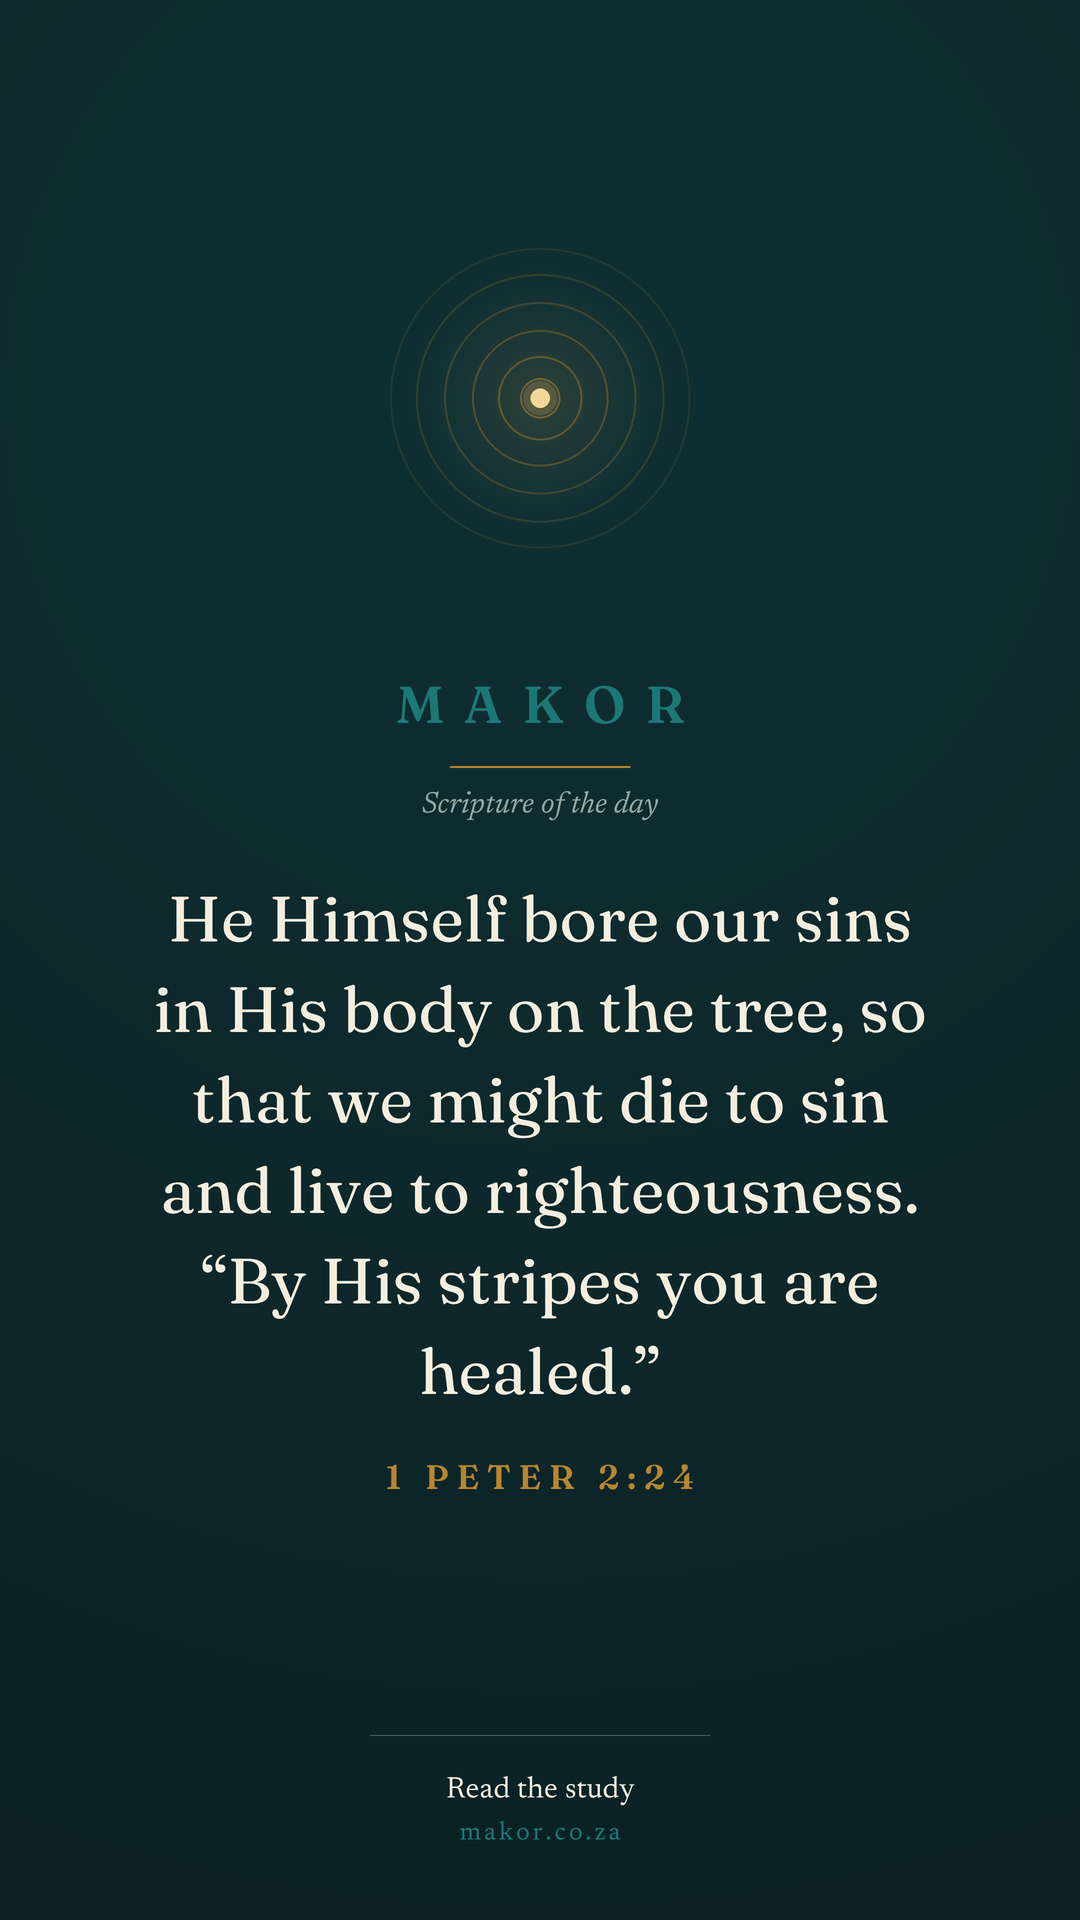 MAKOR
Scripture of the day
He Himself bore our sins
in His body on the tree, so
that we might die to sin
and live to righteousness.
“By His stripes you are
healed.”
1 PETER 2:24
Read the study
makor.co.za